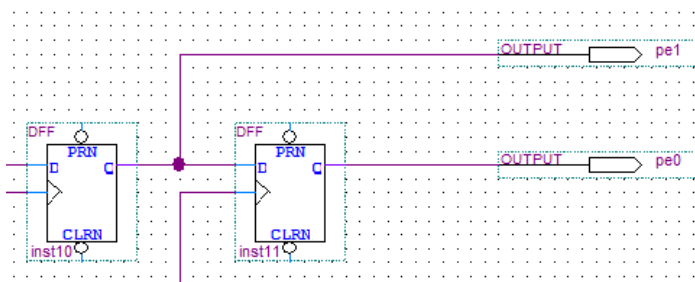 OUTPUT pe1
DFF DFF
PRN PRN
D Q D Q OUTPUT pe0
CLRN CLRN
inst10 inst11